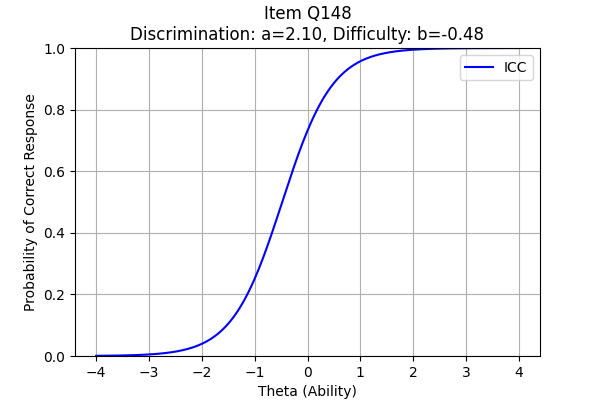 Item Q148
Discrimination: a=2.10, Difficulty: b=-0.48
ICC
Probability of Correct Response
1.0
0.8
0.6
0.4
0.2
0.0
−4 −3 −2 −1 0 1 2 3 4
Theta (Ability)